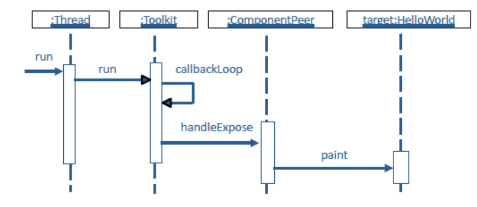 :Thread
:Toolkit
:ComponentPeer
target:HelloWorld
run
run
callbackLoop
handleExpose
paint